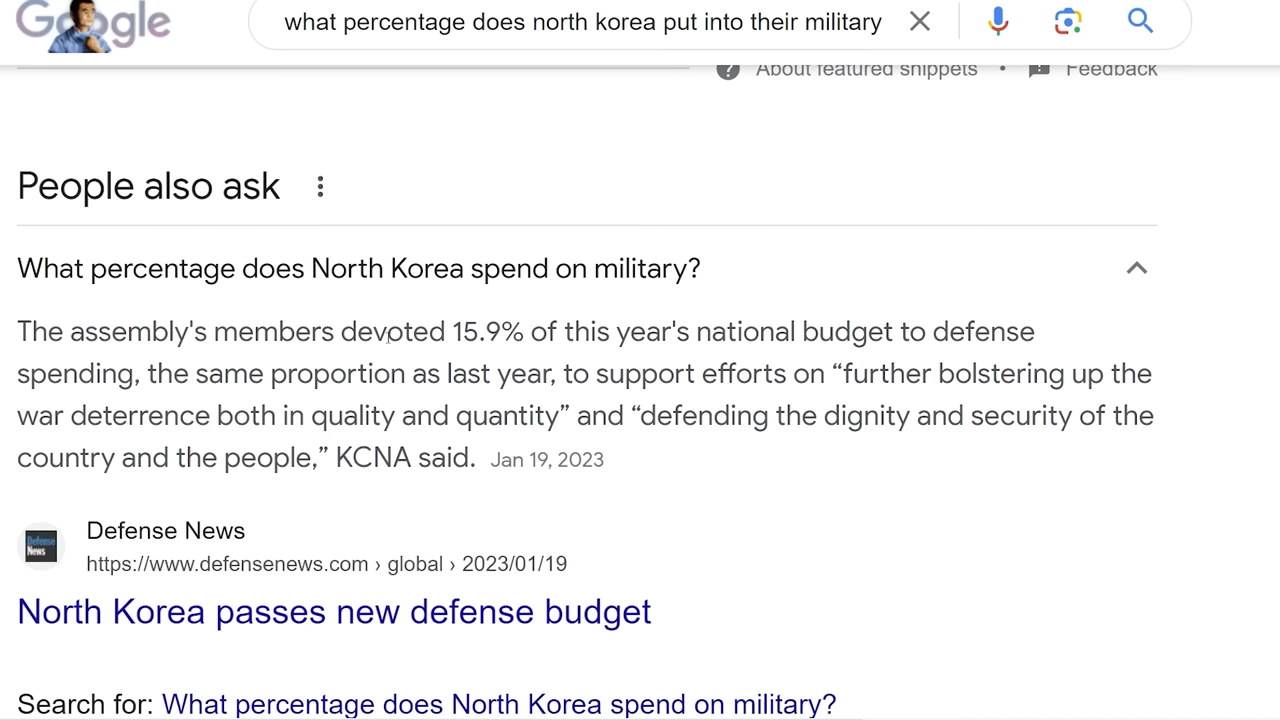 Google
what percentage does north korea put into their military
About featured snippets • Feedback
People also ask
What percentage does North Korea spend on military?
The assembly's members devoted 15.9% of this year's national budget to defense
spending, the same proportion as last year, to support efforts on “further bolstering up the
war deterrence both in quality and quantity” and “defending the dignity and security of the
country and the people,” KCNA said. Jan 19, 2023
Defense News
Defense News
https://www.defensenews.com › global › 2023/01/19
North Korea passes new defense budget
Search for: What percentage does North Korea spend on military?